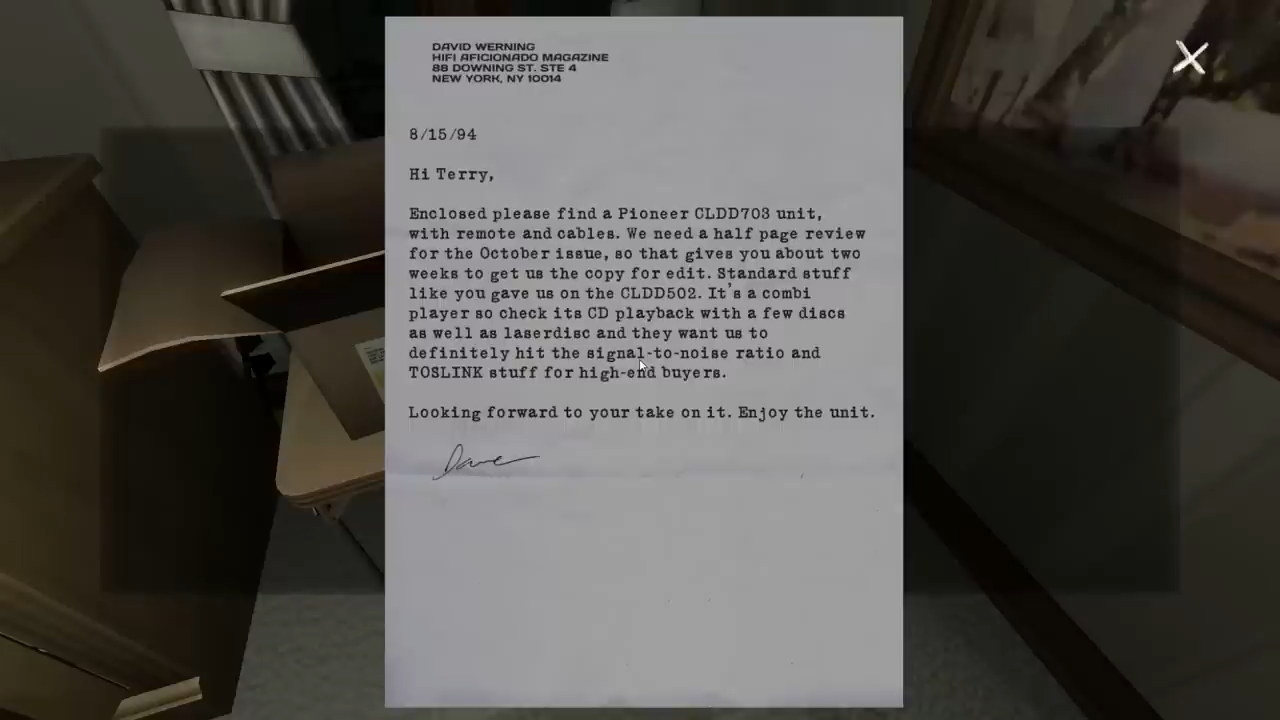 DAVID WERNING
HIFI AFICIONADO MAGAZINE
88 DOWNING ST. STE 4
NEW YORK, NY 10014
8/15/94
Hi Terry,
Enclosed please find a Pioneer CLDD703 unit,
with remote and cables. We need a half page review
for the October issue, so that gives you about two
weeks to get us the copy for edit. Standard stuff
like you gave us on the CLDD502. It's a combi
player so check its CD playback with a few discs
as well as laserdisc and they want us to
definitely hit the signal-to-noise ratio and
TOSLINK stuff for high-end buyers.
Looking forward to your take on it. Enjoy the unit.
Dave